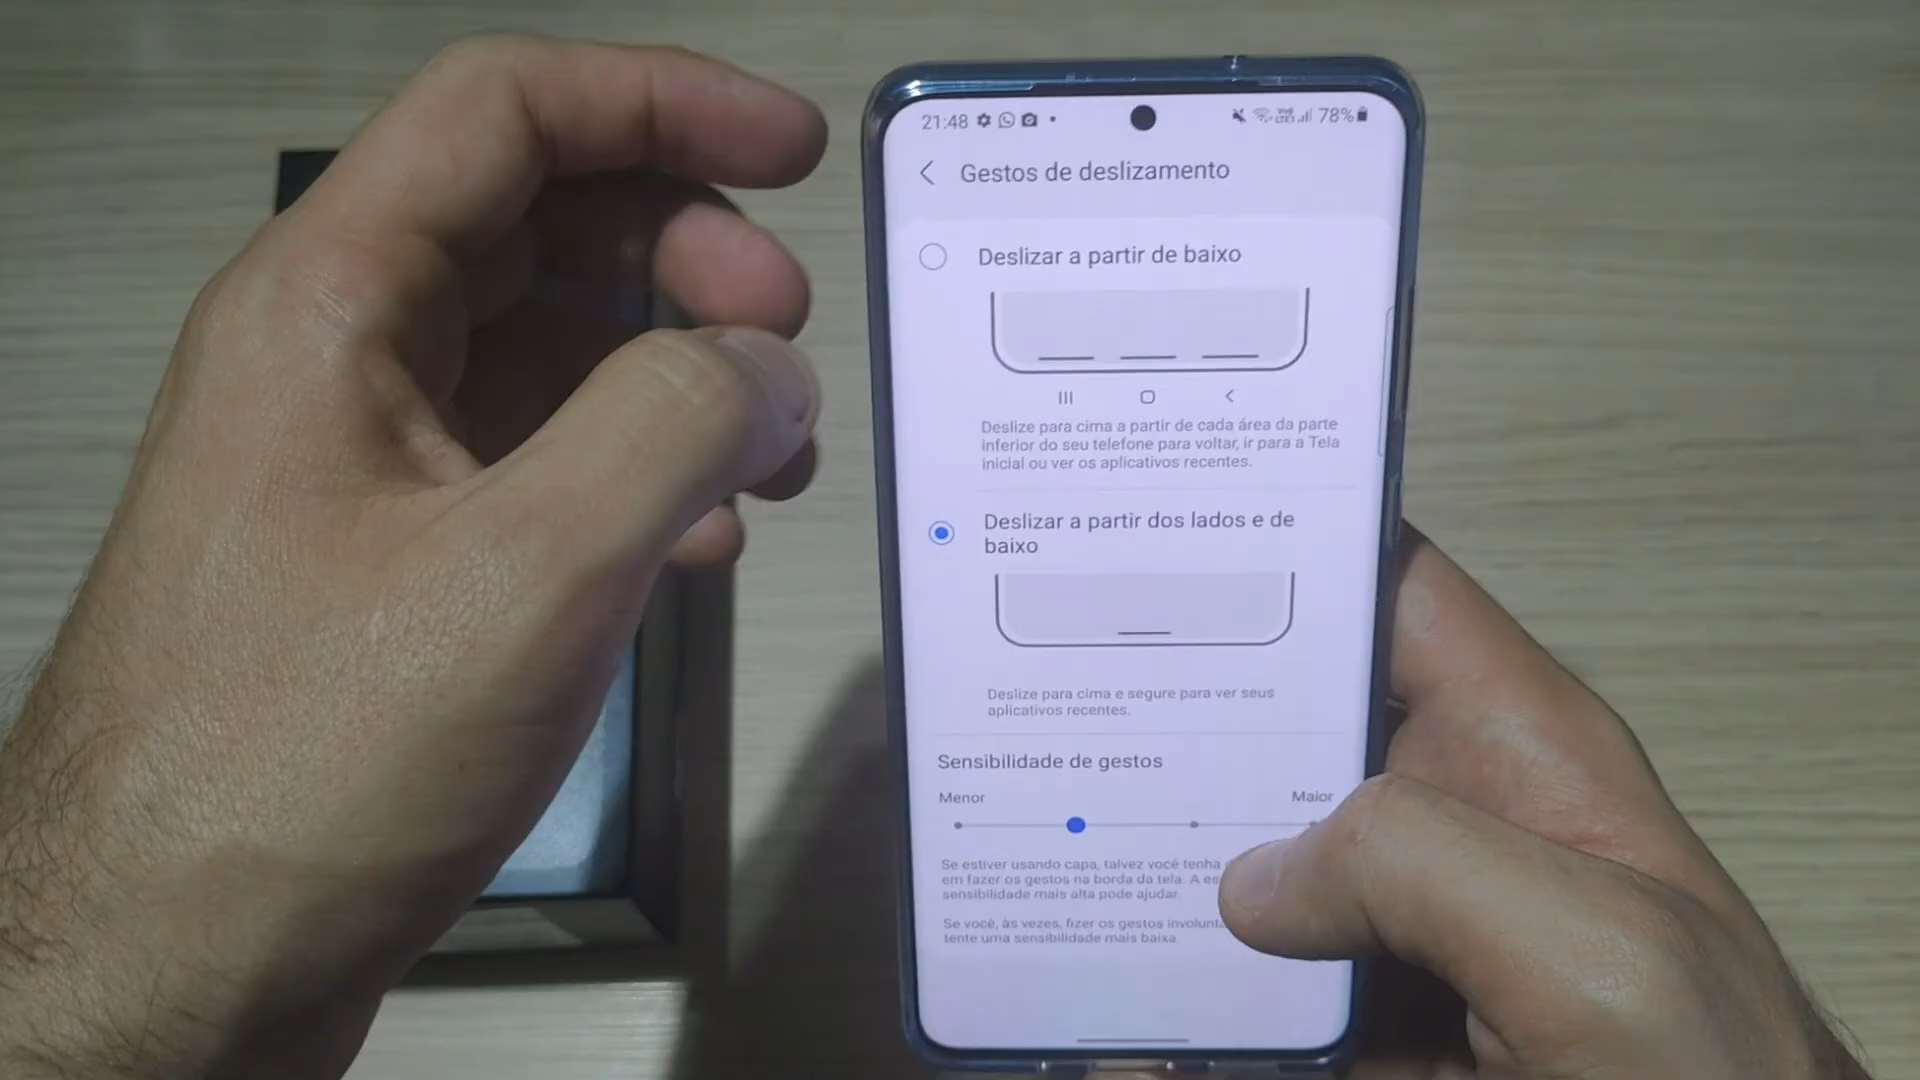 21:48 78%
Gestos de deslizamento
Deslizar a partir de baixo
Deslize para cima a partir de cada área da parte
inferior do seu telefone para voltar, ir para a Tela
inicial ou ver os aplicativos recentes.
Deslizar a partir dos lados e de
baixo
Deslize para cima e segure para ver seus
aplicativos recentes.
Sensibilidade de gestos
Menor Maior
Se estiver usando capa, talvez você tenha
em fazer os gestos na borda da tela. A
sensibilidade mais alta pode ajudar.
Se você, às vezes, fizer os gestos
tente uma sensibilidade mais baixa.